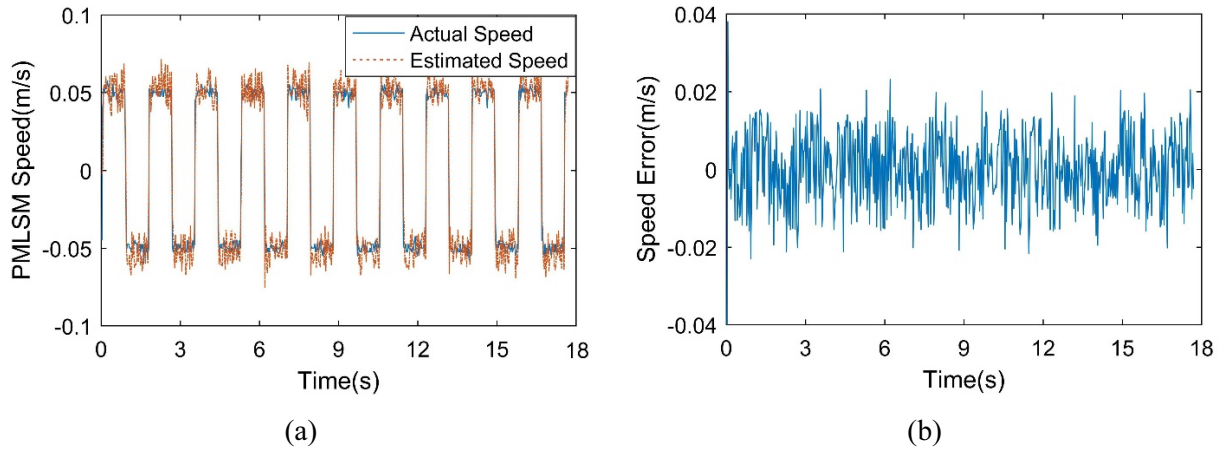 0.1
Actual Speed
Estimated Speed
0.05
0
-0.05
-0.1
PMLSM Speed(m/s)
0 3 6 9 12 15 18
Time(s)
(a)
0.04
0.02
0
-0.02
-0.04
Speed Error(m/s)
0 3 6 9 12 15 18
Time(s)
(b)